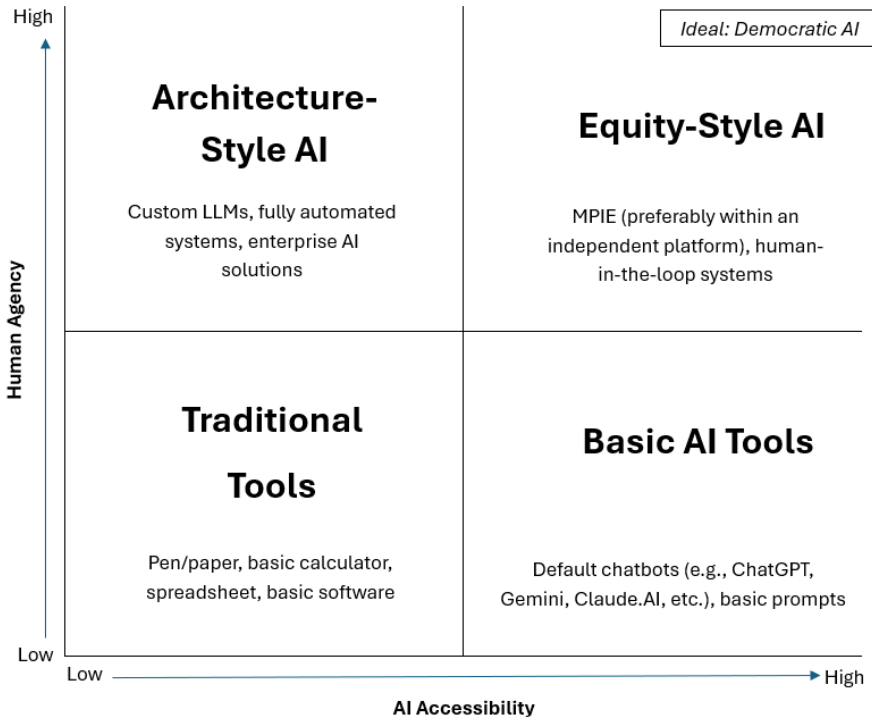 High
Ideal: Democratic AI
Architecture-
Style AI
Custom LLMs, fully automated
systems, enterprise AI
solutions
Equity-Style AI
MPIE (preferably within an
independent platform), human-
in-the-loop systems
Human Agency
Traditional
Tools
Pen/paper, basic calculator,
spreadsheet, basic software
Basic AI Tools
Default chatbots (e.g., ChatGPT,
Gemini, Claude.AI, etc.), basic prompts
Low
Low
High
AI Accessibility